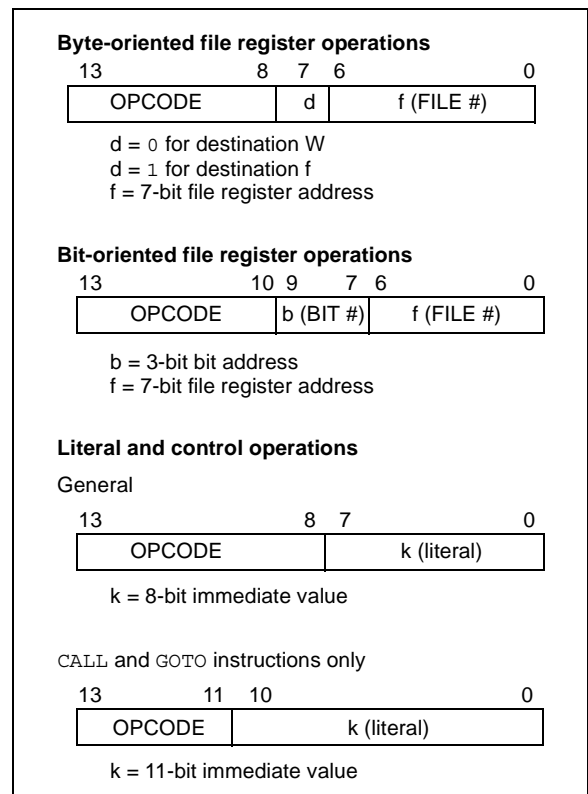 Byte-oriented file register operations
13 8 7 6 0
OPCODE d f (FILE #)
d = 0 for destination W
d = 1 for destination f
f = 7-bit file register address
Bit-oriented file register operations
13 10 9 7 6 0
OPCODE b (BIT #) f (FILE #)
b = 3-bit bit address
f = 7-bit file register address
Literal and control operations
General
13 8 7 0
OPCODE k (literal)
k = 8-bit immediate value
CALL and GOTO instructions only
13 11 10 0
OPCODE k (literal)
k = 11-bit immediate value